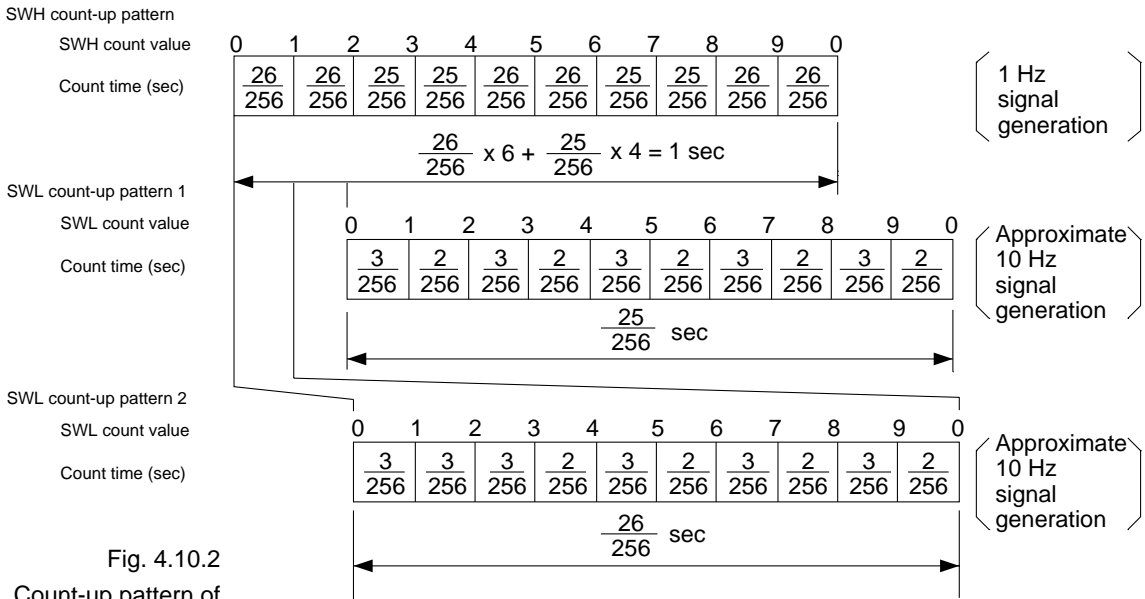 SWH count-up pattern
SWH count value 0 1 2 3 4 5 6 7 8 9 0
Count time (sec) 26/256 26/256 25/256 25/256 26/256 26/256 25/256 25/256 26/256 26/256
1 Hz
signal
generation
26/256 x 6 + 25/256 x 4 = 1 sec
SWL count-up pattern 1
SWL count value 0 1 2 3 4 5 6 7 8 9 0
Count time (sec) 3/256 2/256 3/256 2/256 3/256 2/256 3/256 2/256 3/256 2/256
Approximate
10 Hz
signal
generation
25/256 sec
SWL count-up pattern 2
SWL count value 0 1 2 3 4 5 6 7 8 9 0
Count time (sec) 3/256 3/256 3/256 2/256 3/256 2/256 3/256 2/256 3/256 2/256
Approximate
10 Hz
signal
generation
26/256 sec
Fig. 4.10.2
Count-up pattern of